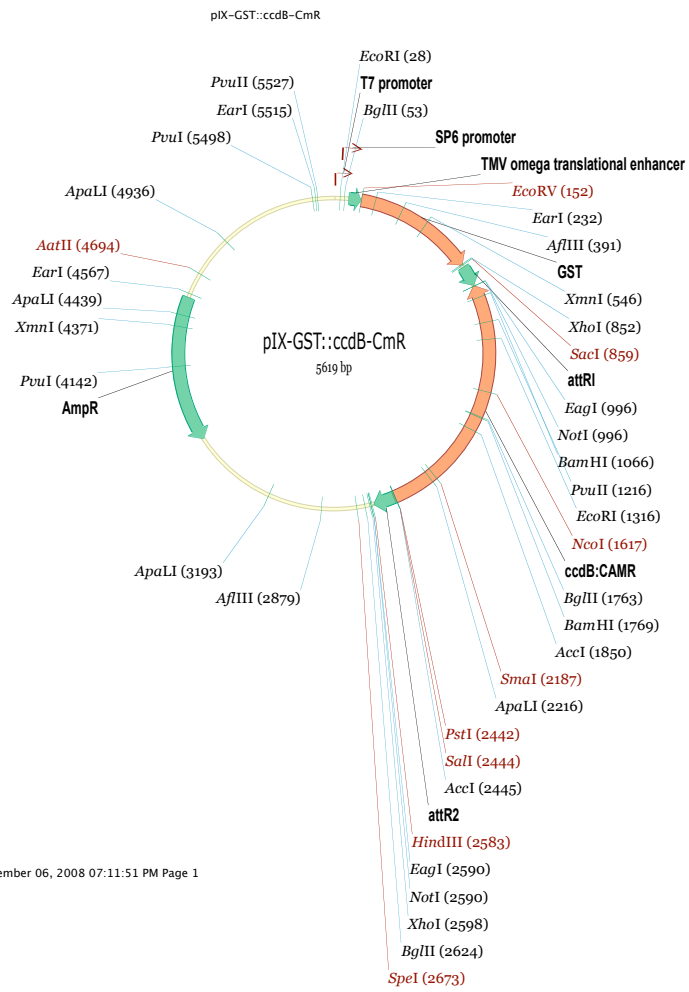 pIX-GST::ccdB-CmR
EcoRI (28)
T7 promoter
BglII (53)
SP6 promoter
TMV omega translational enhancer
EcoRV (152)
EarI (232)
AflIII (391)
GST
XmnI (546)
XhoI (852)
SacI (859)
attRI
EagI (996)
NotI (996)
BamHI (1066)
PvuII (1216)
EcoRI (1316)
NcoI (1617)
ccdB:CAMR
BglII (1763)
BamHI (1769)
AccI (1850)
SmaI (2187)
ApaLI (2216)
PstI (2442)
SalI (2444)
AccI (2445)
attR2
HindIII (2583)
EagI (2590)
NotI (2590)
XhoI (2598)
BglII (2624)
SpeI (2673)
AflIII (2879)
ApaLI (3193)
AmpR
PvuI (4142)
XmnI (4371)
ApaLI (4439)
EarI (4567)
AatII (4694)
ApaLI (4936)
PvuI (5498)
EarI (5515)
PvuII (5527)
pIX-GST::ccdB-CmR
5619 bp
ember 06, 2008 07:11:51 PM Page 1